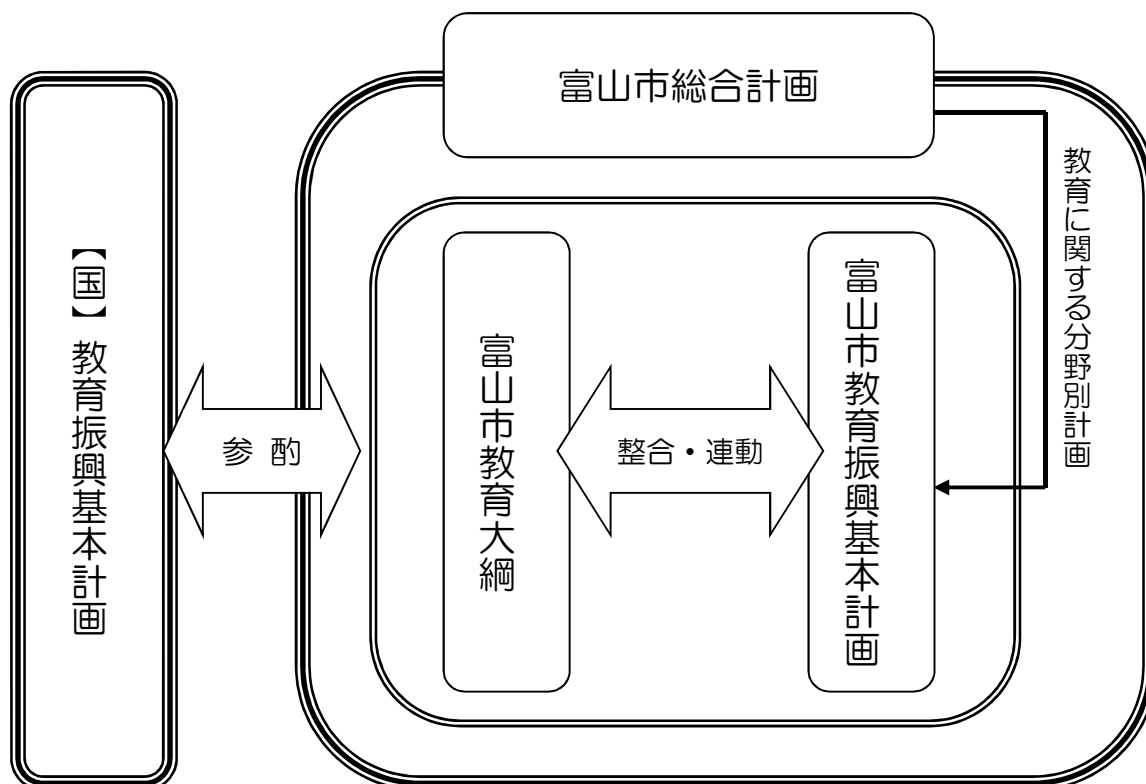 富山市総合計画
【国】教育振興基本計画
参 酌
富山市教育大綱
整合・連動
富山市教育振興基本計画
教育に関する分野別計画